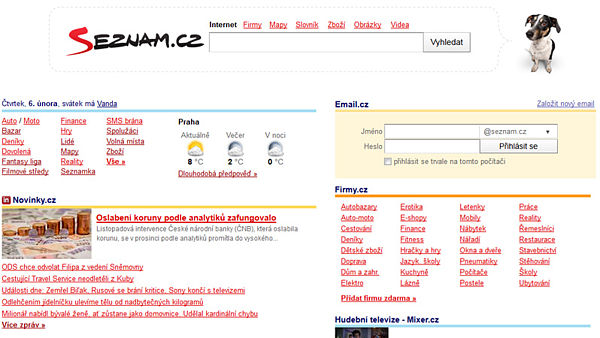 Internet Firmy Mapy Slovník Zboží Obrázky Videa
SEZNAM.CZ
Vyhledat
Čtvrtek, 6. února, svátek má Vanda
Auto / Moto Finance SMS brána
Bazar Hry Spolužáci
Deníky Lidé Volná místa
Dovolená Mapy Zboží
Fantasy liga Reality Více »
Filmové středy Seznamka
Praha
Aktuálně Večer V noci
8 °C 2 °C 0 °C
Dlouhodobá předpověď »
Novinky.cz
Oslabení koruny podle analytiků zafungovalo
Listopadová intervence České národní banky (ČNB), která oslabila
korunu, se v prosinci podle analytiků promítla do vysokého...
ODS chce odvolat Filipa z vedení Sněmovny
Cestující Travel Service neodletěli z Kuby
Události dne: Zemřel Bičak. Rusové se brání kritice, Sony končí s televizemi
Odlehčením jídelníčku ulevíme tělu od nadbytečných kilogramů
Milionář nabídl bývalé ženě, ať zůstane jako domovnice. Udělal kardinální chybu
Více zpráv »
Email.cz Založit nový email
Jméno @seznam.cz
Heslo Přihlásit se
přihlásit se trvale na tomto počítači
Firmy.cz
Autobazary Erotika Letenky Práce
Auto-moto E-shopy Mobily Reality
Cestování Finance Nábytek Řemeslníci
Deníky Fitness Nářadí Restaurace
Dětské zboží Hračky a hry Okna a dveře Stavebnictví
Doprava Jazyk. školy Pneumatiky Stěhování
Dům a zahr. Kuchyně Počítače Školy
Elektro Lázně Postele Ubytování
Přidat firmu zdarma »
Hudební televize - Mixer.cz